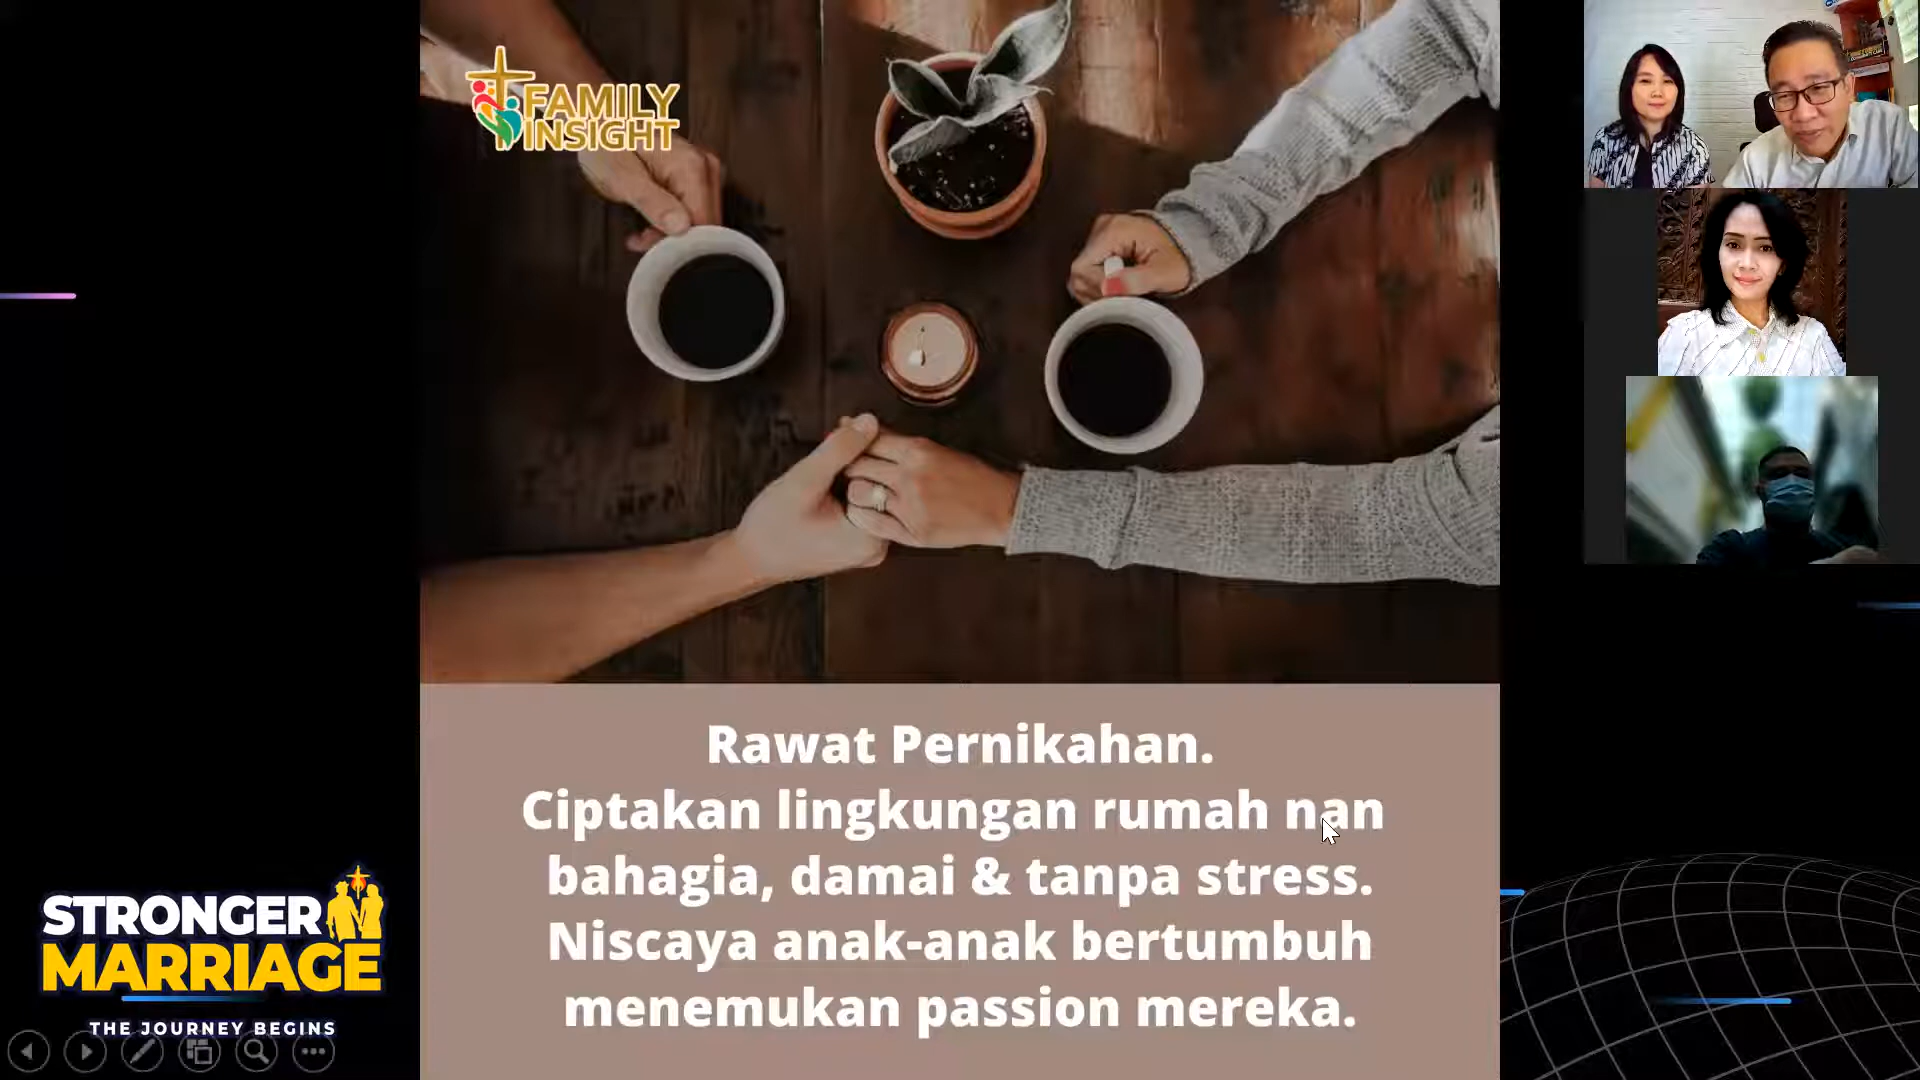 FAMILY
INSIGHT
Rawat Pernikahan.
Ciptakan lingkungan rumah nan
bahagia, damai & tanpa stress.
Niscaya anak-anak bertumbuh
menemukan passion mereka.
STRONGER
MARRIAGE
THE JOURNEY BEGINS